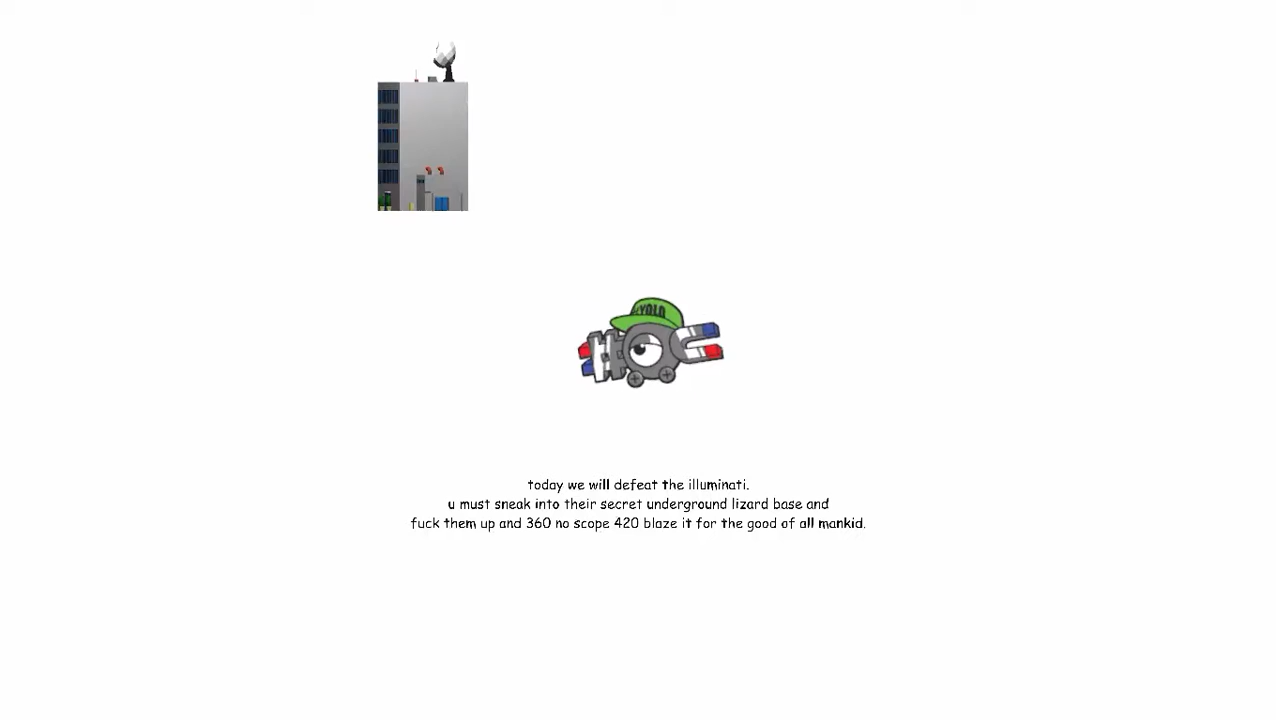 YOLO
today we will defeat the illuminati.
u must sneak into their secret underground lizard base and
fuck them up and 360 no scope 420 blaze it for the good of all mankid.